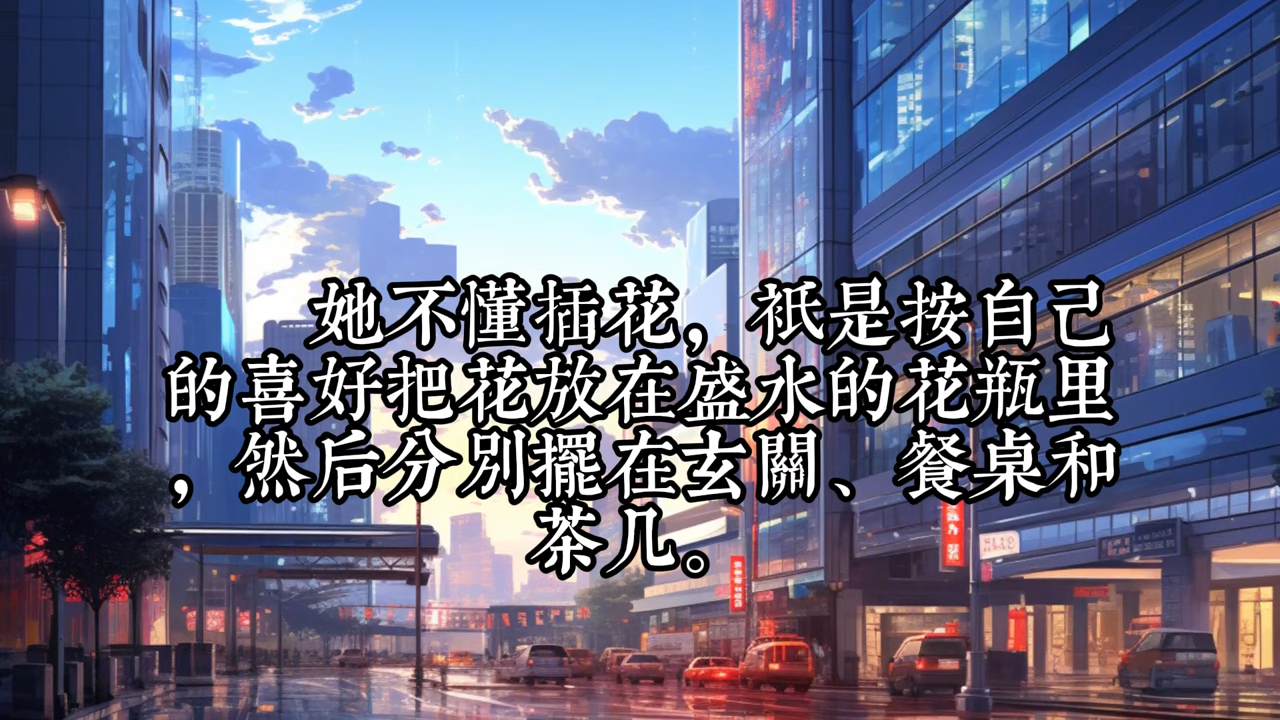 她不懂插花，衹是按自己
的喜好把花放在盛水的花瓶里
，然后分別擺在玄關、餐桌和
茶几。